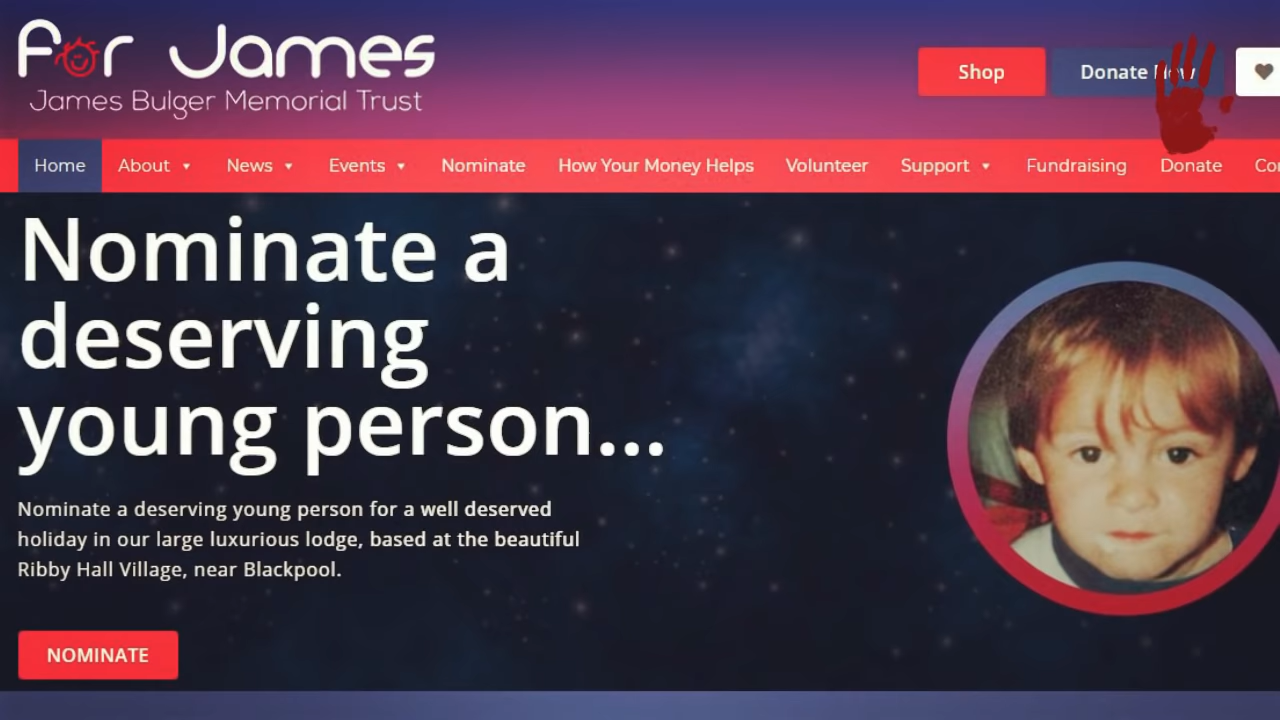 For James
James Bulger Memorial Trust
Shop
Donate Now
Home
About
News
Events
Nominate
How Your Money Helps
Volunteer
Support
Fundraising
Donate
Nominate a
deserving
young person...
Nominate a deserving young person for a well deserved
holiday in our large luxurious lodge, based at the beautiful
Ribby Hall Village, near Blackpool.
NOMINATE